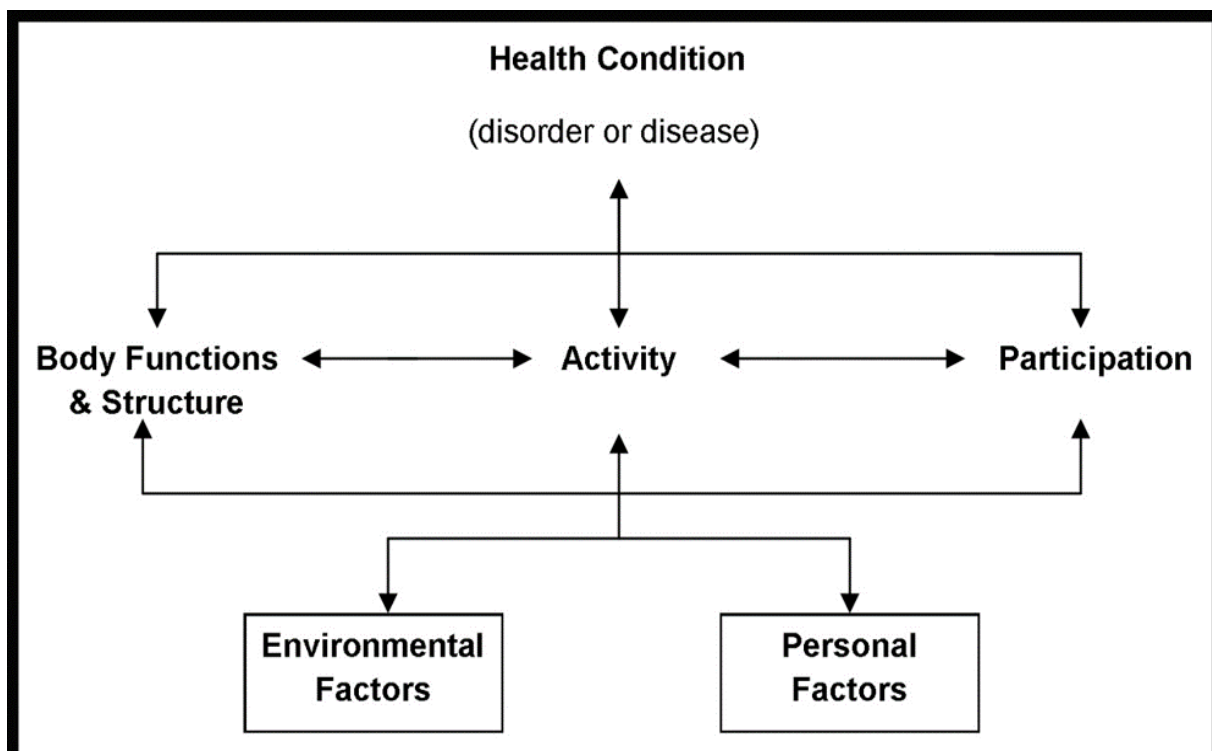 Health Condition
(disorder or disease)
Body Functions
& Structure
Activity
Participation
Environmental
Factors
Personal
Factors